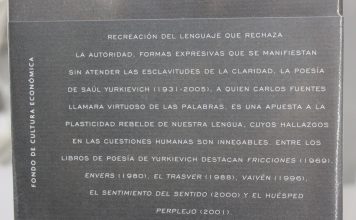 RECREACIÓN DEL LENGUAJE QUE RECHAZA
LA AUTORIDAD, FORMAS EXPRESIVAS QUE SE MANIFIESTAN
SIN ATENDER LAS ESCLAVITUDES DE LA CLARIDAD, LA POESÍA
DE SAÚL YURKIEVICH (1931-2005), A QUIEN CARLOS FUENTES
LLAMARA VIRTUOSO DE LAS PALABRAS, ES UNA APUESTA A LA
PLASTICIDAD REBELDE DE NUESTRA LENGUA, CUYOS HALLAZGOS
EN LAS CUESTIONES HUMANAS SON INNEGABLES. ENTRE LOS
LIBROS DE POESÍA DE YURKIEVICH DESTACAN FRICCIONES (1969),
ENVERS (1980), EL TRASVER (1988), VAIVÉN (1996),
EL SENTIMIENTO DEL SENTIDO (2000) Y EL HUÉSPED
PERPLEJO (2001).
FONDO DE CULTURA ECONÓMICA